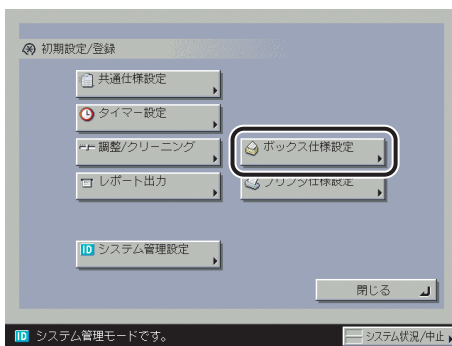 初期設定/登録
共通仕様設定
タイマー設定
調整/クリーニング
ボックス仕様設定
レポート出力
プリンタ仕様設定
ID システム管理設定
閉じる
ID システム管理モードです。
システム状況/中止